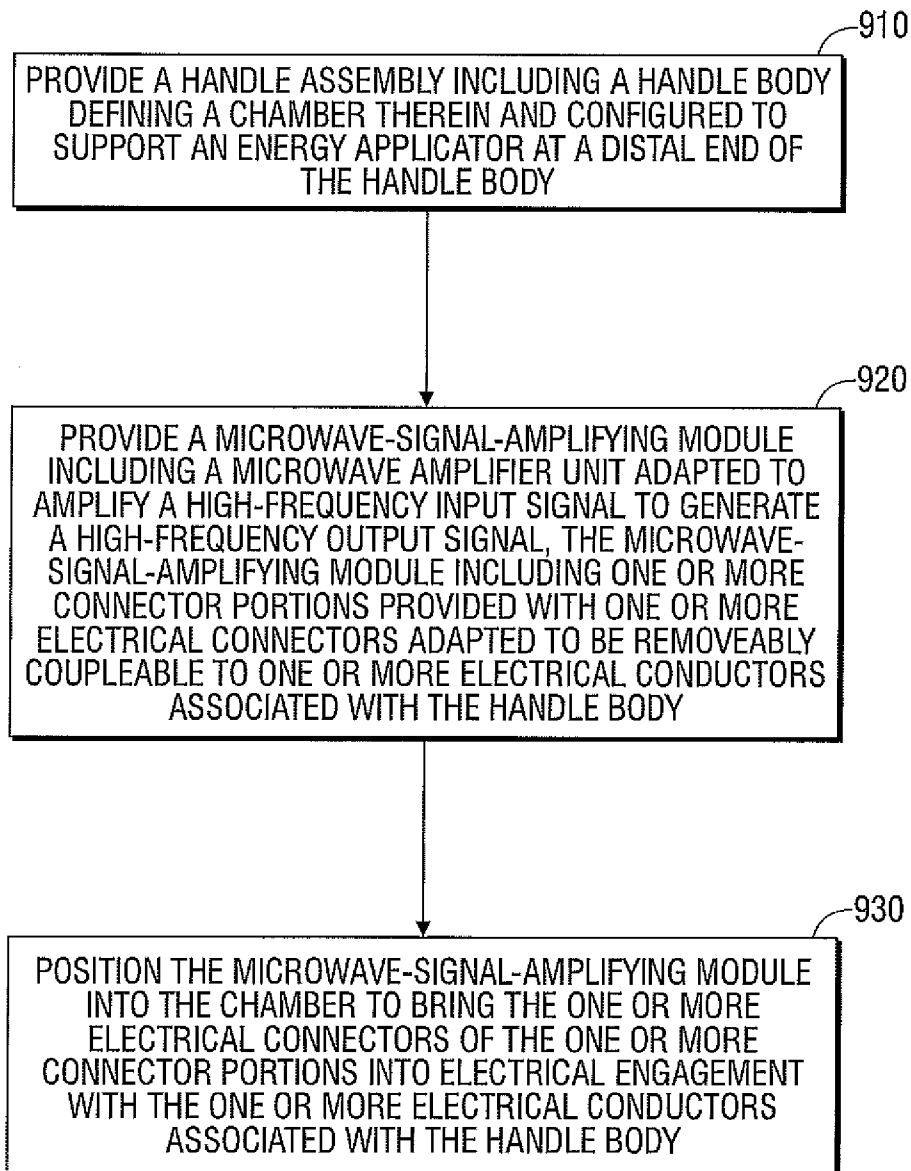 910
PROVIDE A HANDLE ASSEMBLY INCLUDING A HANDLE BODY
DEFINING A CHAMBER THEREIN AND CONFIGURED TO
SUPPORT AN ENERGY APPLICATOR AT A DISTAL END OF
THE HANDLE BODY
920
PROVIDE A MICROWAVE-SIGNAL-AMPLIFYING MODULE
INCLUDING A MICROWAVE AMPLIFIER UNIT ADAPTED TO
AMPLIFY A HIGH-FREQUENCY INPUT SIGNAL TO GENERATE
A HIGH-FREQUENCY OUTPUT SIGNAL, THE MICROWAVE-
SIGNAL-AMPLIFYING MODULE INCLUDING ONE OR MORE
CONNECTOR PORTIONS PROVIDED WITH ONE OR MORE
ELECTRICAL CONNECTORS ADAPTED TO BE REMOVEABLY
COUPLEABLE TO ONE OR MORE ELECTRICAL CONDUCTORS
ASSOCIATED WITH THE HANDLE BODY
930
POSITION THE MICROWAVE-SIGNAL-AMPLIFYING MODULE
INTO THE CHAMBER TO BRING THE ONE OR MORE
ELECTRICAL CONNECTORS OF THE ONE OR MORE
CONNECTOR PORTIONS INTO ELECTRICAL ENGAGEMENT
WITH THE ONE OR MORE ELECTRICAL CONDUCTORS
ASSOCIATED WITH THE HANDLE BODY